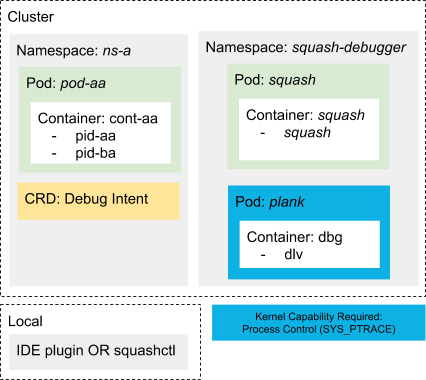 Cluster
Namespace: ns-a
Pod: pod-aa
Container: cont-aa
- pid-aa
- pid-ba
CRD: Debug Intent
Namespace: squash-debugger
Pod: squash
Container: squash
- squash
Pod: plank
Container: dbg
- dlv
Local
IDE plugin OR squashctl
Kernel Capability Required:
Process Control (SYS_PTRACE)